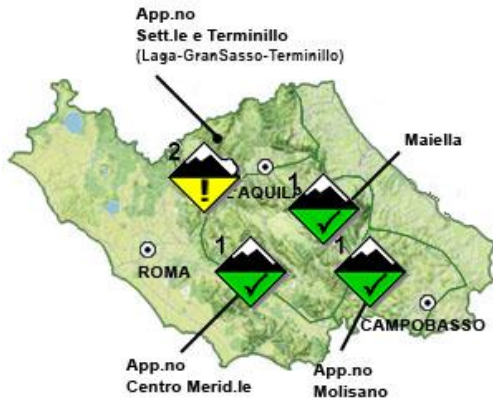 App.no
Sett.le e Terminillo
(Laga-GranSasso-Terminillo)
Maiella
2
L'AQUILA
1
ROMA
1
1
CAMPOBASSO
App.no
Centro Merid.le
App.no
Molisano